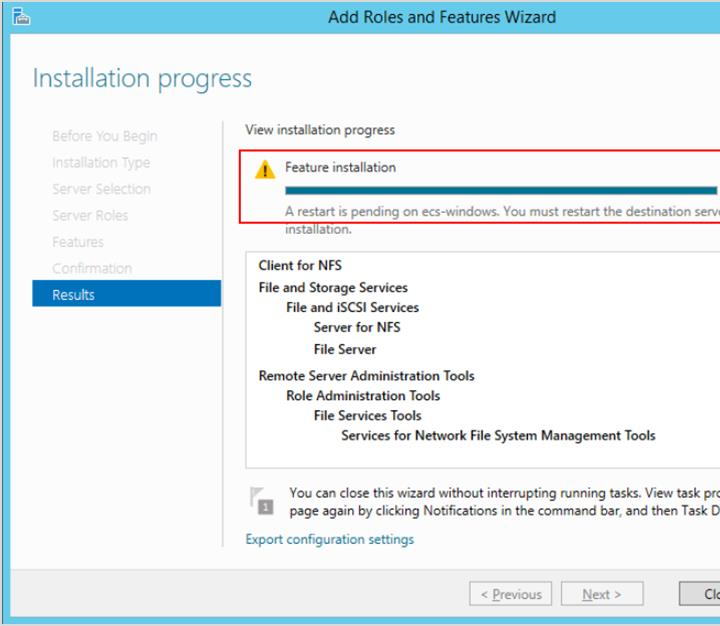 Add Roles and Features Wizard
Installation progress
Before You Begin
Installation Type
Server Selection
Server Roles
Features
Confirmation
Results
View installation progress
Feature installation
A restart is pending on ecs-windows. You must restart the destination serve
installation.
Client for NFS
File and Storage Services
File and iSCSI Services
Server for NFS
File Server
Remote Server Administration Tools
Role Administration Tools
File Services Tools
Services for Network File System Management Tools
1
You can close this wizard without interrupting running tasks. View task pro
page again by clicking Notifications in the command bar, and then Task D
Export configuration settings
< Previous
Next >
Clo